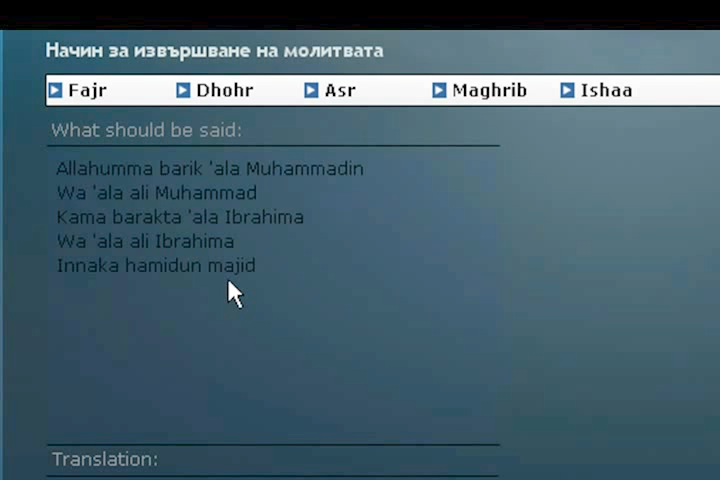 Начин за извършване на молитвата
Fajr Dhohr Asr Maghrib Ishaa
What should be said:
Allahumma barik 'ala Muhammadin
Wa 'ala ali Muhammad
Kama barakta 'ala Ibrahima
Wa 'ala ali Ibrahima
Innaka hamidun majid
Translation: